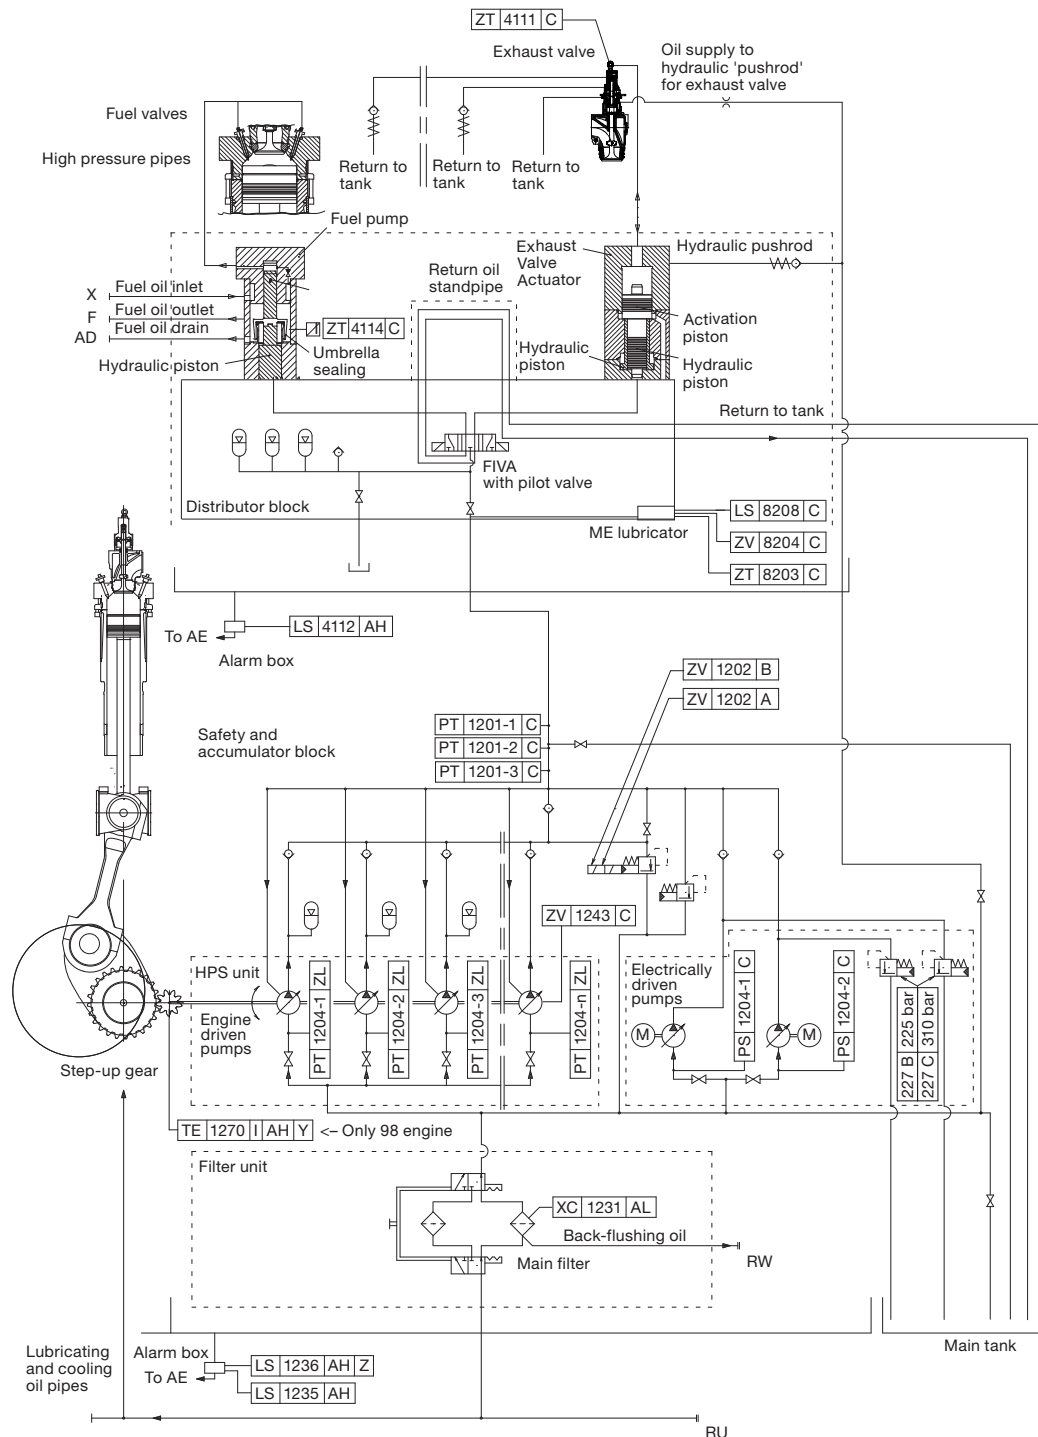 ZT 4111 C
Exhaust valve
Oil supply to
hydraulic 'pushrod'
for exhaust valve
Fuel valves
High pressure pipes
Return to
tank
Return to
tank
Return to
tank
Fuel pump
Exhaust
Valve
Actuator
Hydraulic pushrod
Return oil
standpipe
X
Fuel oil inlet
F
Fuel oil outlet
AD
Fuel oil drain
ZT 4114 C
Activation
piston
Hydraulic piston
Umbrella
sealing
Hydraulic
piston
Hydraulic
piston
Return to tank
FIVA
with pilot valve
Distributor block
ME lubricator
LS 8208 C
ZV 8204 C
ZT 8203 C
To AE
LS 4112 AH
Alarm box
ZV 1202 B
ZV 1202 A
Safety and
accumulator block
PT 1201-1 C
PT 1201-2 C
PT 1201-3 C
ZV 1243 C
HPS unit
Engine
driven
pumps
PT 1204-1 ZL
PT 1204-2 ZL
PT 1204-3 ZL
PT 1204-n ZL
Electrically
driven
pumps
M
M
PS 1204-1 C
PS 1204-2 C
227 B 225 bar
227 C 310 bar
Step-up gear
TE 1270 I AH Y
<– Only 98 engine
Filter unit
XC 1231 AL
Back-flushing oil
Main filter
RW
Main tank
Lubricating
and cooling
oil pipes
Alarm box
To AE
LS 1236 AH Z
LS 1235 AH
RU